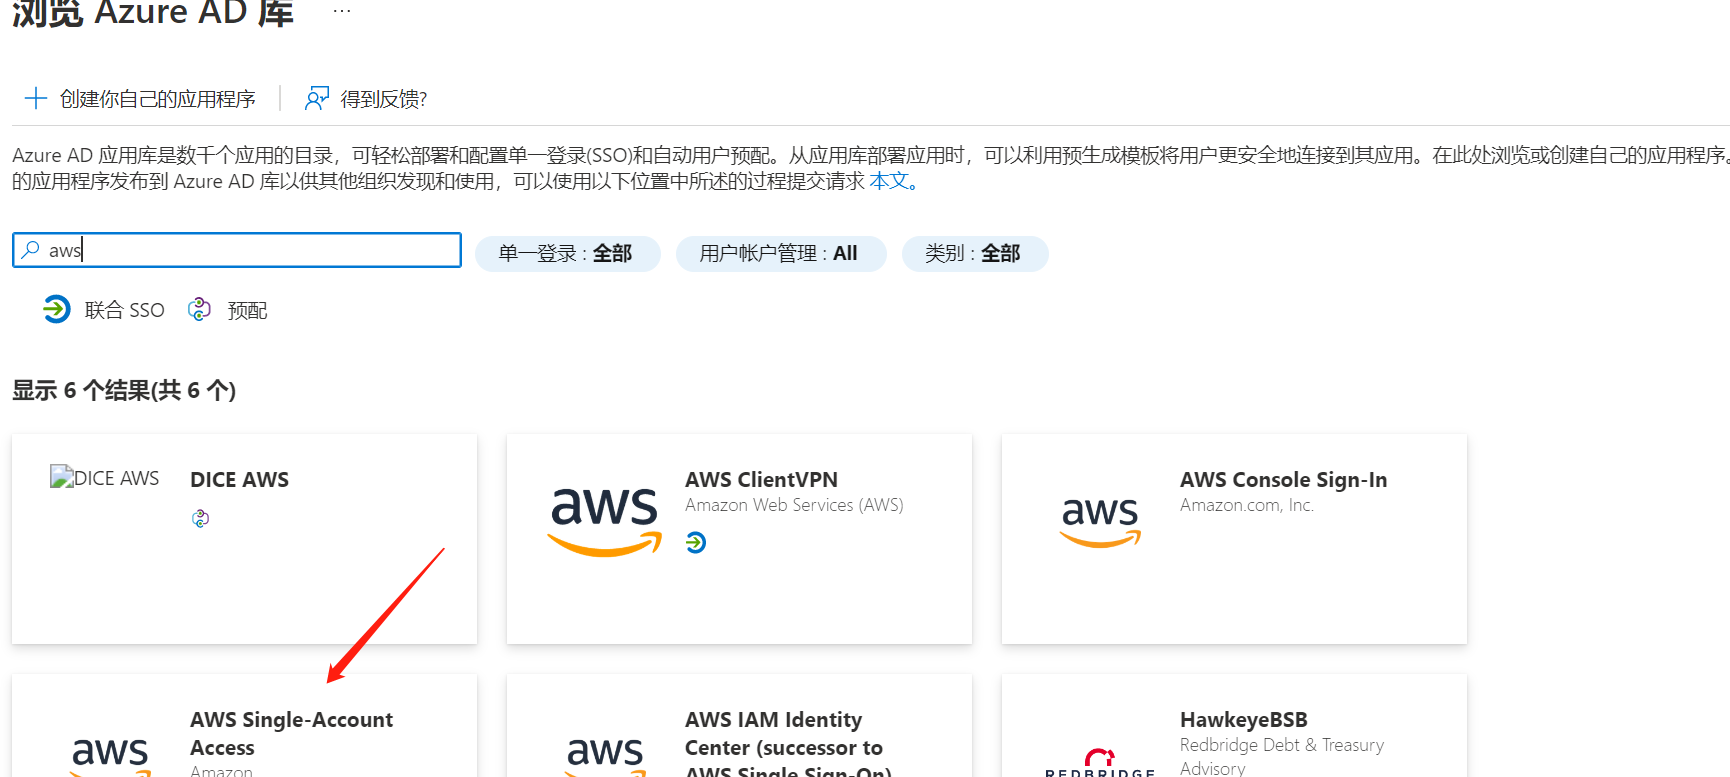 浏览 Azure AD 库 ...
创建你自己的应用程序
得到反馈?
Azure AD 应用库是数千个应用的目录，可轻松部署和配置单一登录(SSO)和自动用户预配。从应用库部署应用时，可以利用预生成模板将用户更安全地连接到其应用。在此处浏览或创建自己的应用程序。
的应用程序发布到 Azure AD 库以供其他组织发现和使用，可以使用以下位置中所述的过程提交请求 本文。
aws
单一登录 : 全部
用户帐户管理 : All
类别 : 全部
联合 SSO
预配
显示 6 个结果(共 6 个)
DICE AWS
DICE AWS
aws
AWS ClientVPN
Amazon Web Services (AWS)
aws
AWS Console Sign-In
Amazon.com, Inc.
aws
AWS Single-Account
Access
Amazon
aws
AWS IAM Identity
Center (successor to
AWS Single Sign-On)
REDBRIDGE
HawkeyeBSB
Redbridge Debt & Treasury
Advisory